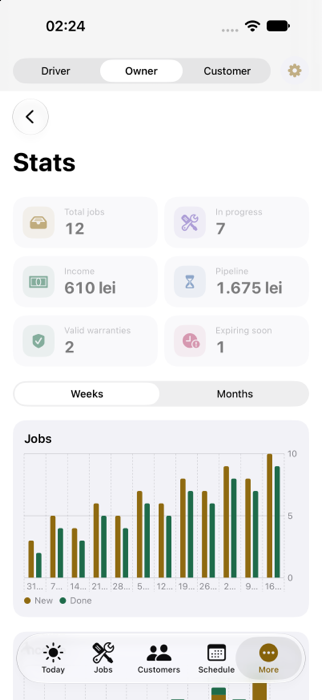 02:24
Driver Owner Customer
Stats
Total jobs
12
In progress
7
Income
610 lei
Pipeline
1.675 lei
Valid warranties
2
Expiring soon
1
Weeks Months
Jobs
10
5
0
31... 7... 14... 21... 28... 5... 12... 19... 26... 2... 9... 16...
New Done
Today Jobs Customers Schedule More